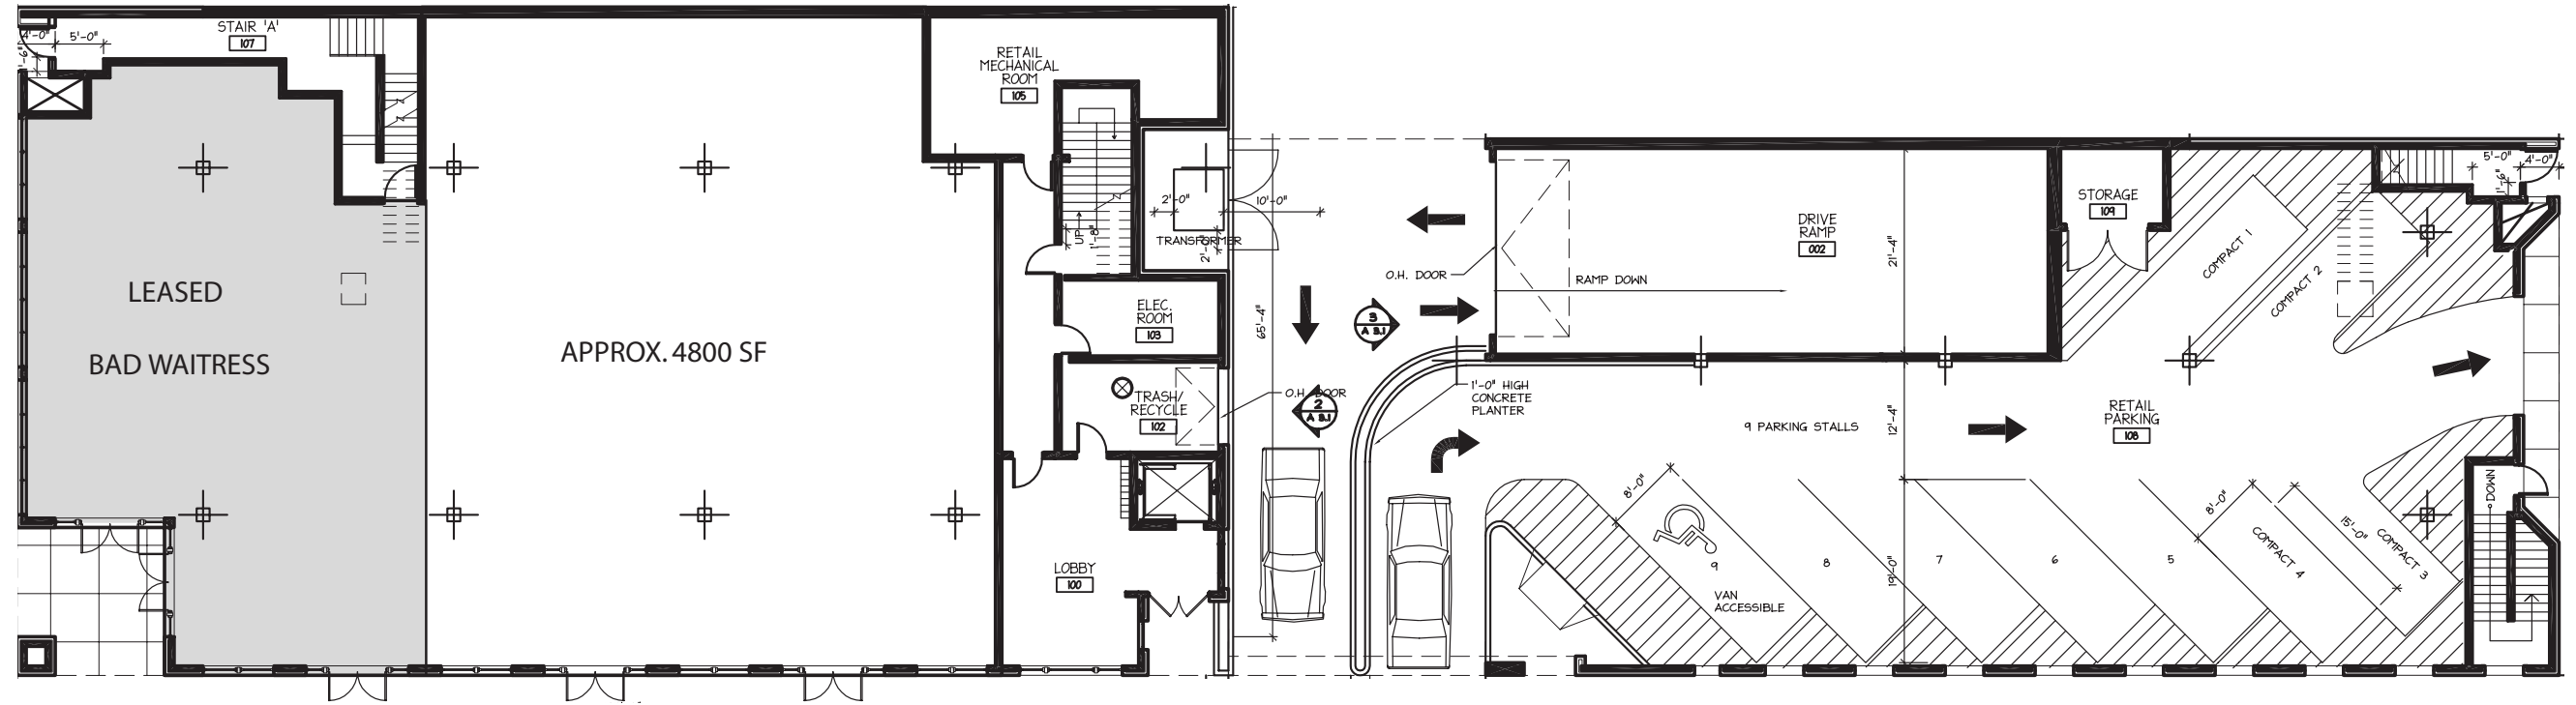 STAIR 'A'
107
4'-0"
5'-0"
1'-6"
LEASED
BAD WAITRESS
APPROX. 4800 SF
RETAIL
MECHANICAL
ROOM
105
UP
1'-8"
2'-0"
10'-0"
TRANSFORMER
2'-0"
ELEC.
ROOM
103
TRASH/
RECYCLE
102
O.H. DOOR
LOBBY
100
65'-4"
3
A 3.1
2
A 3.1
O.H. DOOR
RAMP DOWN
1'-0" HIGH
CONCRETE
PLANTER
DRIVE
RAMP
002
21'-4"
STORAGE
109
COMPACT 1
COMPACT 2
5'-0"
4'-0"
1'-6"
9 PARKING STALLS
12'-4"
RETAIL
PARKING
108
8'-0"
9
VAN
ACCESSIBLE
8
19'-0"
7
6
5
8'-0"
COMPACT 4
15'-0"
COMPACT 3
DOWN